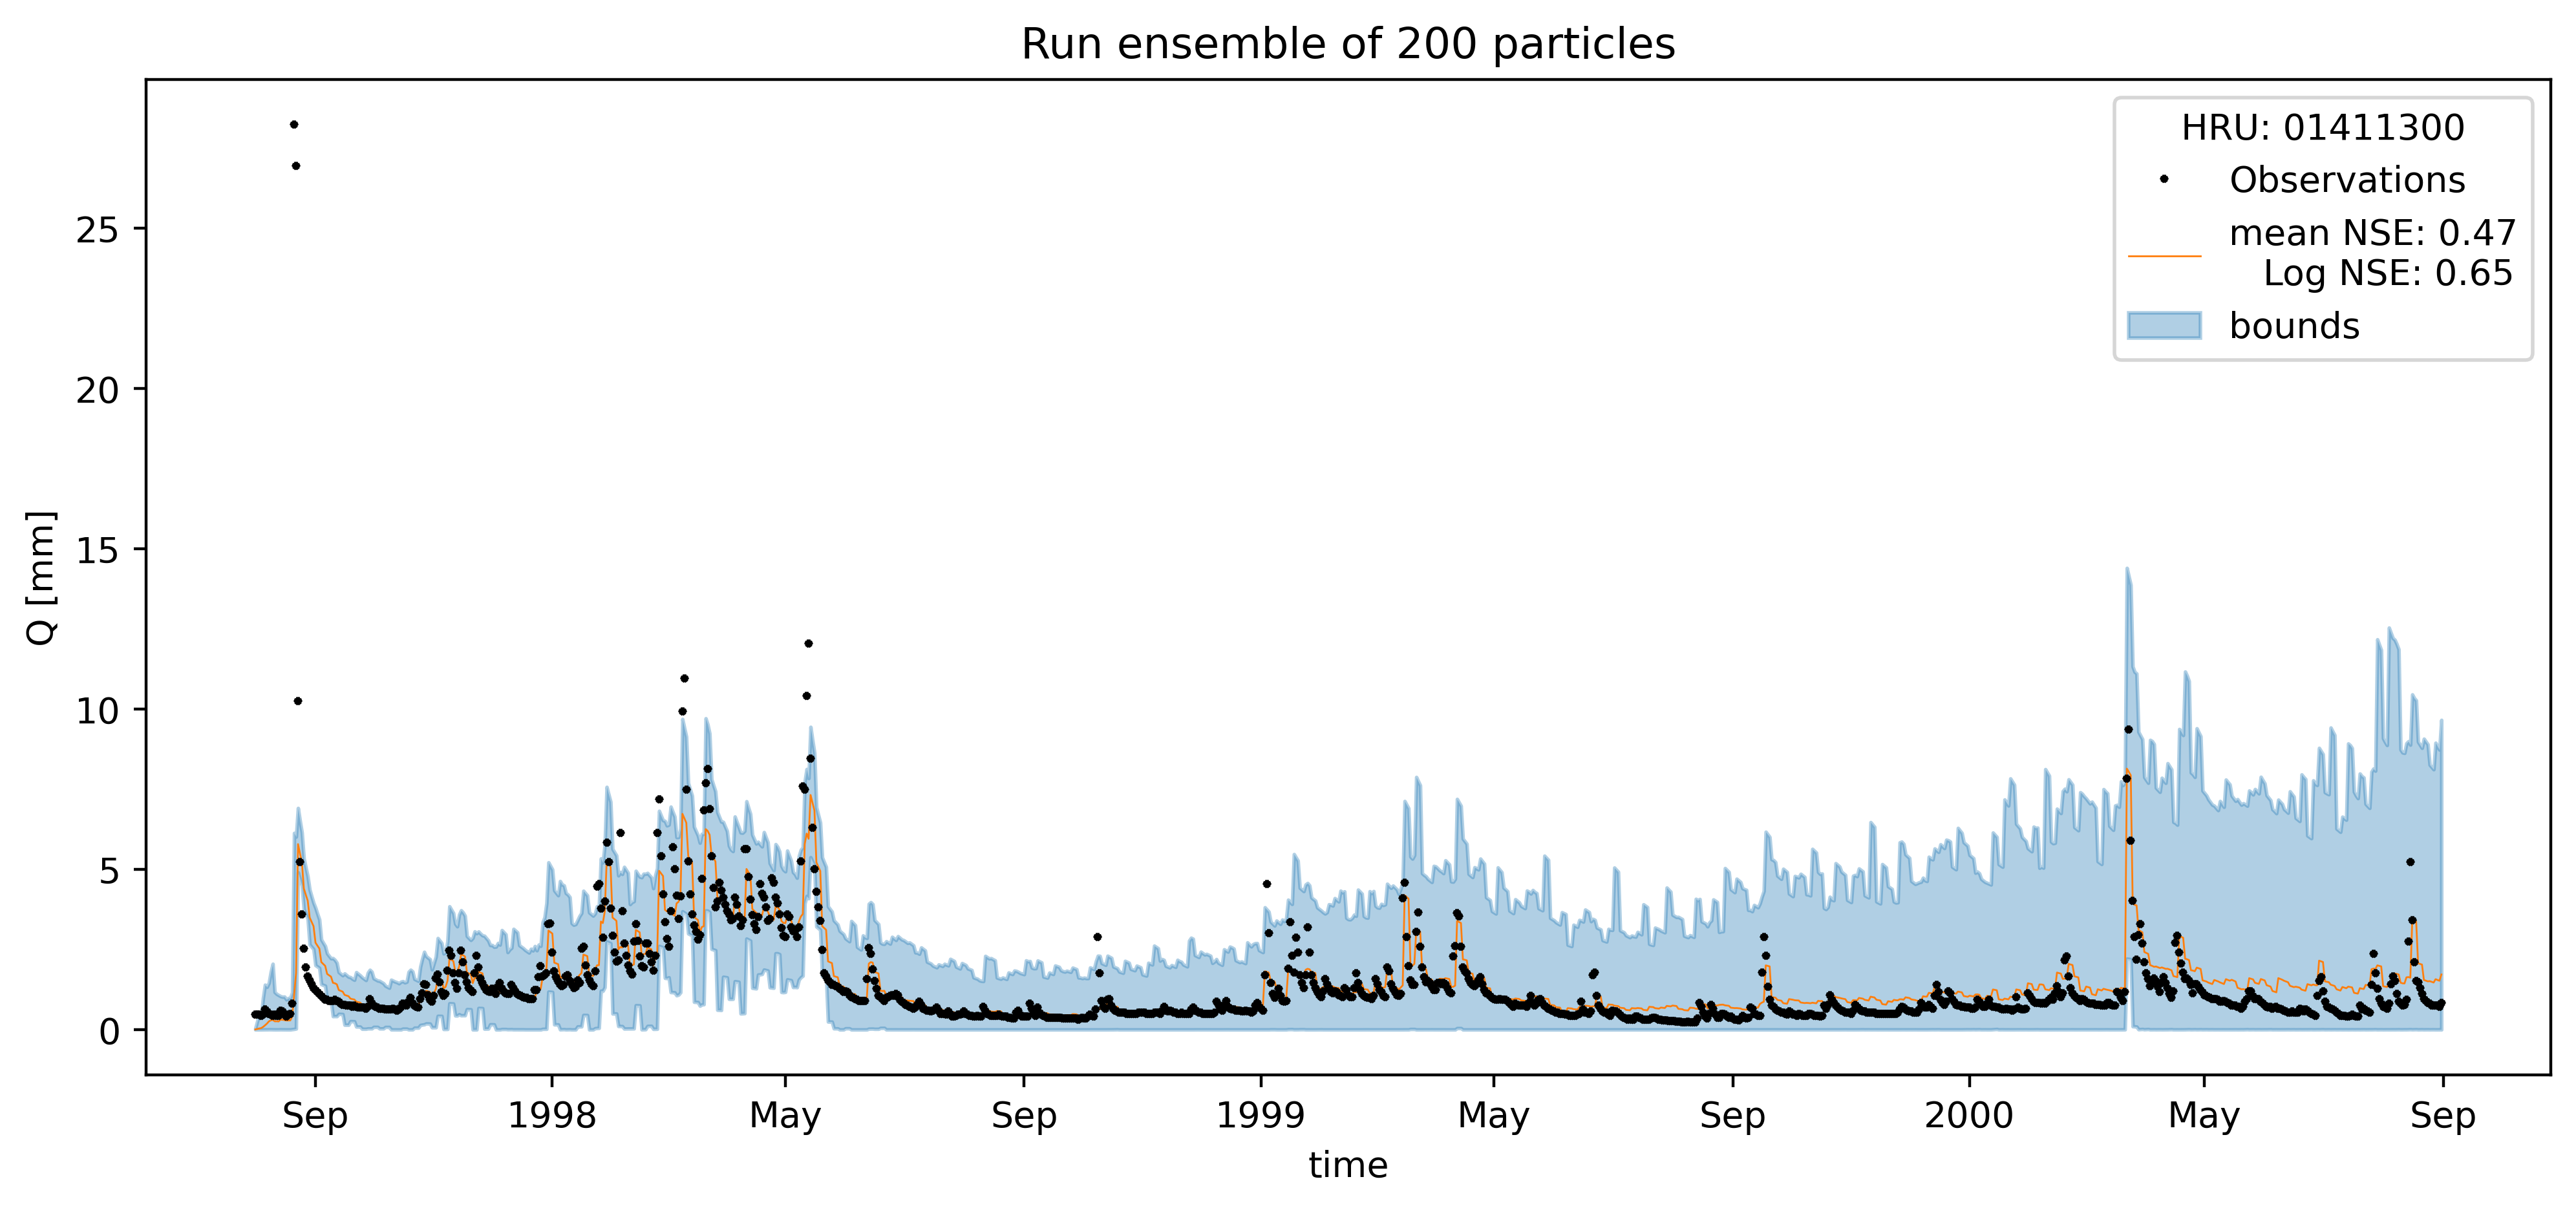 Run ensemble of 200 particles
HRU: 01411300
Observations
mean NSE: 0.47
Log NSE: 0.65
bounds
Q [mm]
25
20
15
10
5
0
Sep 1998 May Sep 1999 May Sep 2000 May Sep
time